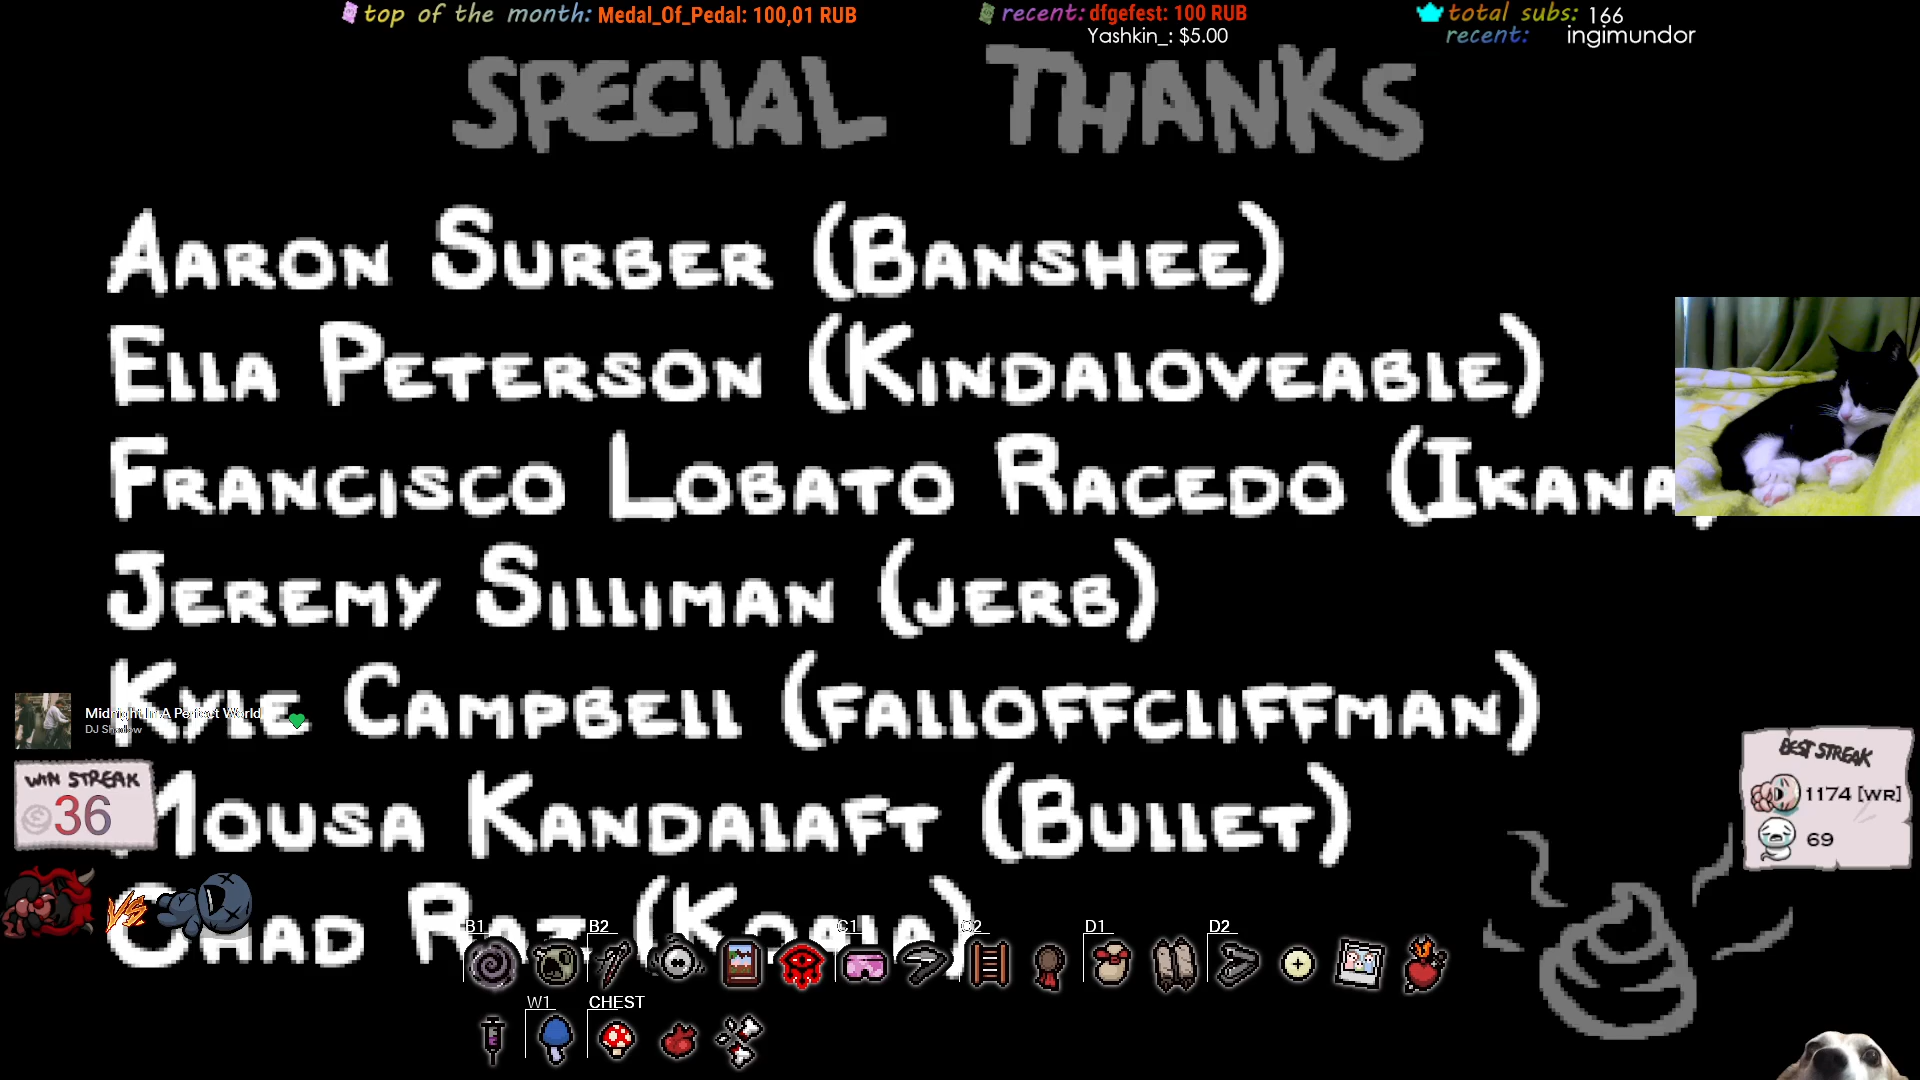 top of the month: Medal_Of_Pedal: 100,01 RUB
recent: dfgefest: 100 RUB
Yashkin_: $5.00
total subs: 166
recent: ingimundor
SPECIAL THANKS
AARON SURBER (BANSHEE)
ELLA PETERSON (KINDALOVEABLE)
FRANCISCO LOBATO RACEDO (IKANA
JEREMY SILLIMAN (JERB)
KYLE CAMPBELL (FALLOFFCLIFFMAN)
Midnight In A Perfect World
DJ Shadow
MOUSA KANDALAFT (BULLET)
WIN STREAK
36
BEST STREAK
1174 [WR]
69
VS
CHAD RAZ (KOALA)
B1 B2 C1 C2 D1 D2
W1 CHEST